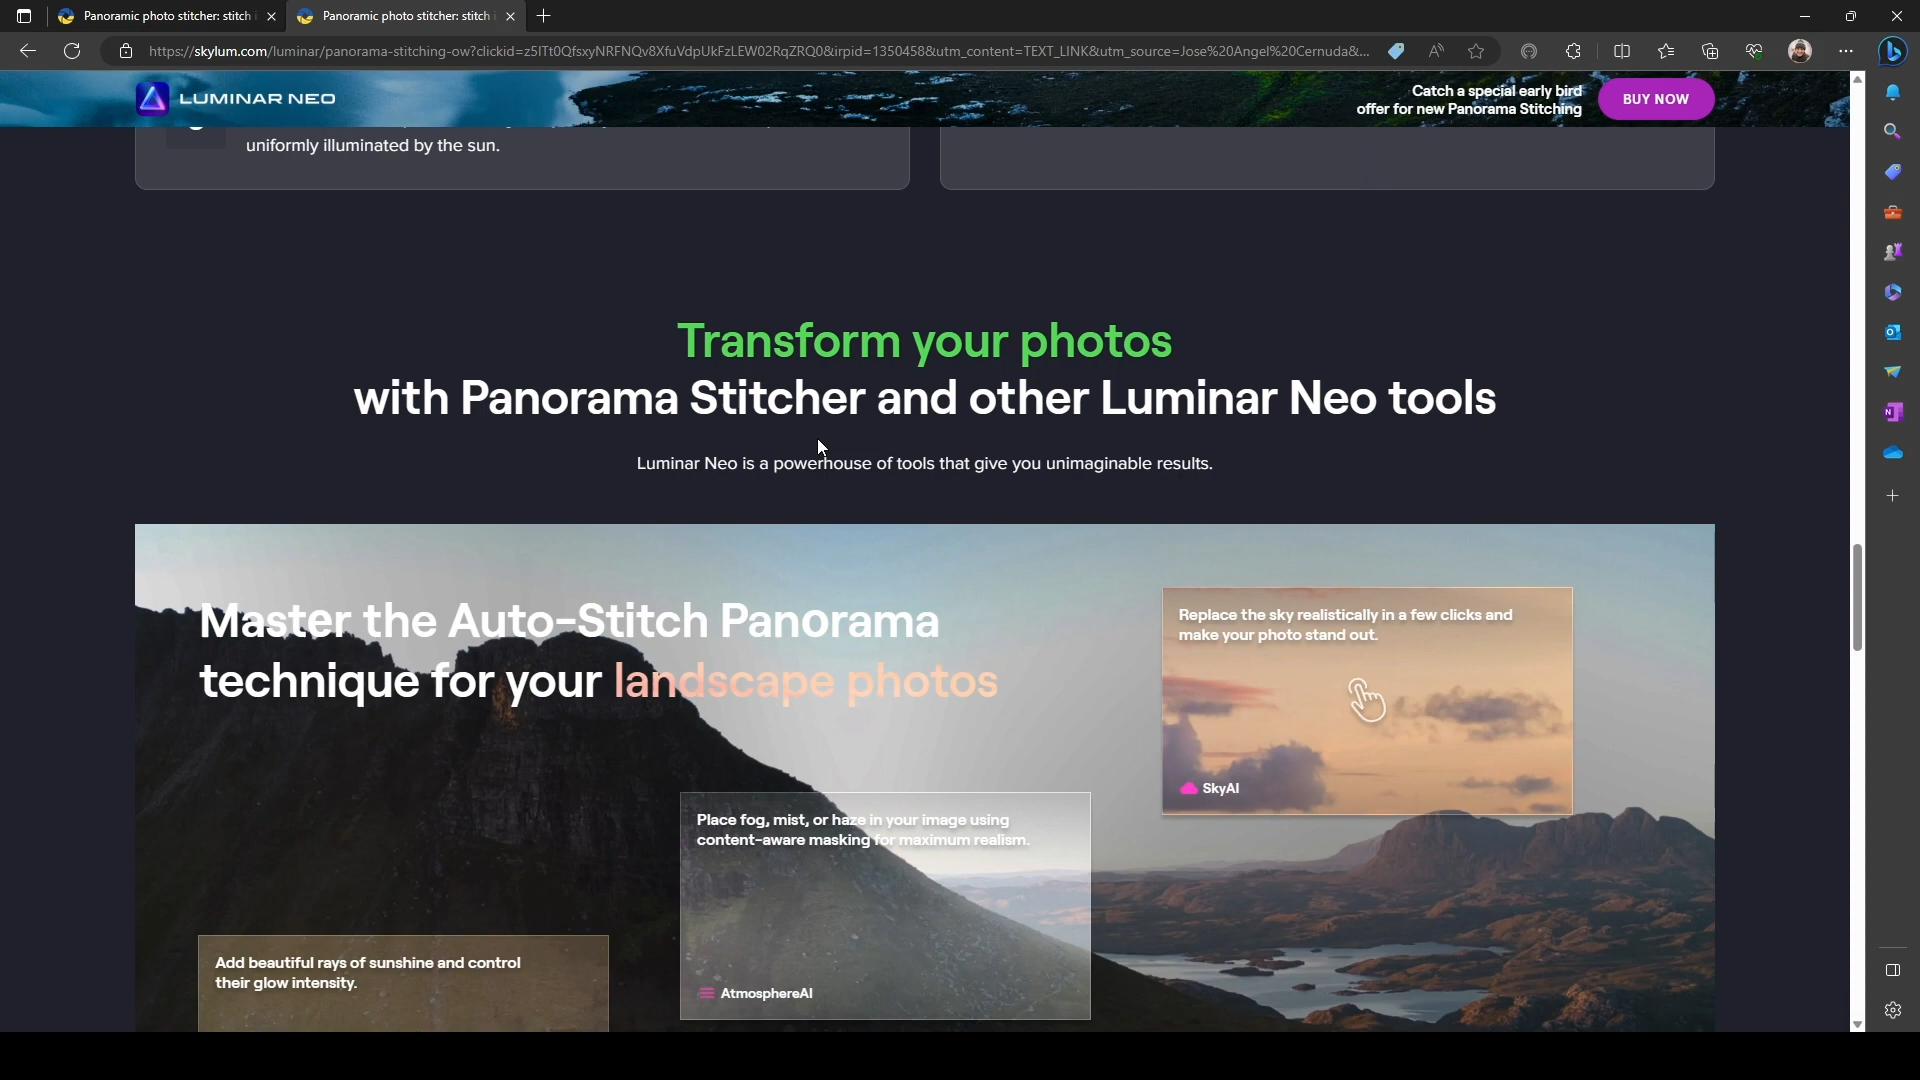 Panoramic photo stitcher: stitch i
Panoramic photo stitcher: stitch i
https://skylum.com/luminar/panorama-stitching-ow?clickid=z5ITt0QfsxyNRFNQv8XfuVdpUkFzLEW02RqZRQ0&irpid=1350458&utm_content=TEXT_LINK&utm_source=Jose%20Angel%20Cernuda&...
LUMINAR NEO
Catch a special early bird
offer for new Panorama Stitching
BUY NOW
uniformly illuminated by the sun.
Transform your photos
with Panorama Stitcher and other Luminar Neo tools
Luminar Neo is a powerhouse of tools that give you unimaginable results.
Master the Auto-Stitch Panorama
technique for your landscape photos
Replace the sky realistically in a few clicks and
make your photo stand out.
SkyAI
Place fog, mist, or haze in your image using
content-aware masking for maximum realism.
AtmosphereAI
Add beautiful rays of sunshine and control
their glow intensity.